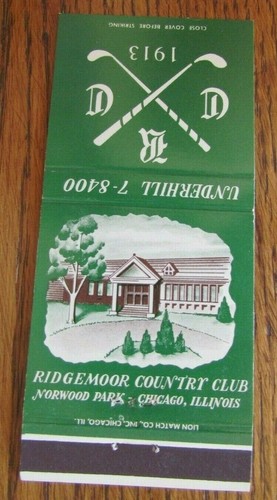 CLOSE COVER BEFORE STRIKING
1913
C C
R
UNDERHILL 7-8400
RIDGEMOOR COUNTRY CLUB
NORWOOD PARK - CHICAGO, ILLINOIS
LION MATCH CO., INC. CHICAGO, ILL.